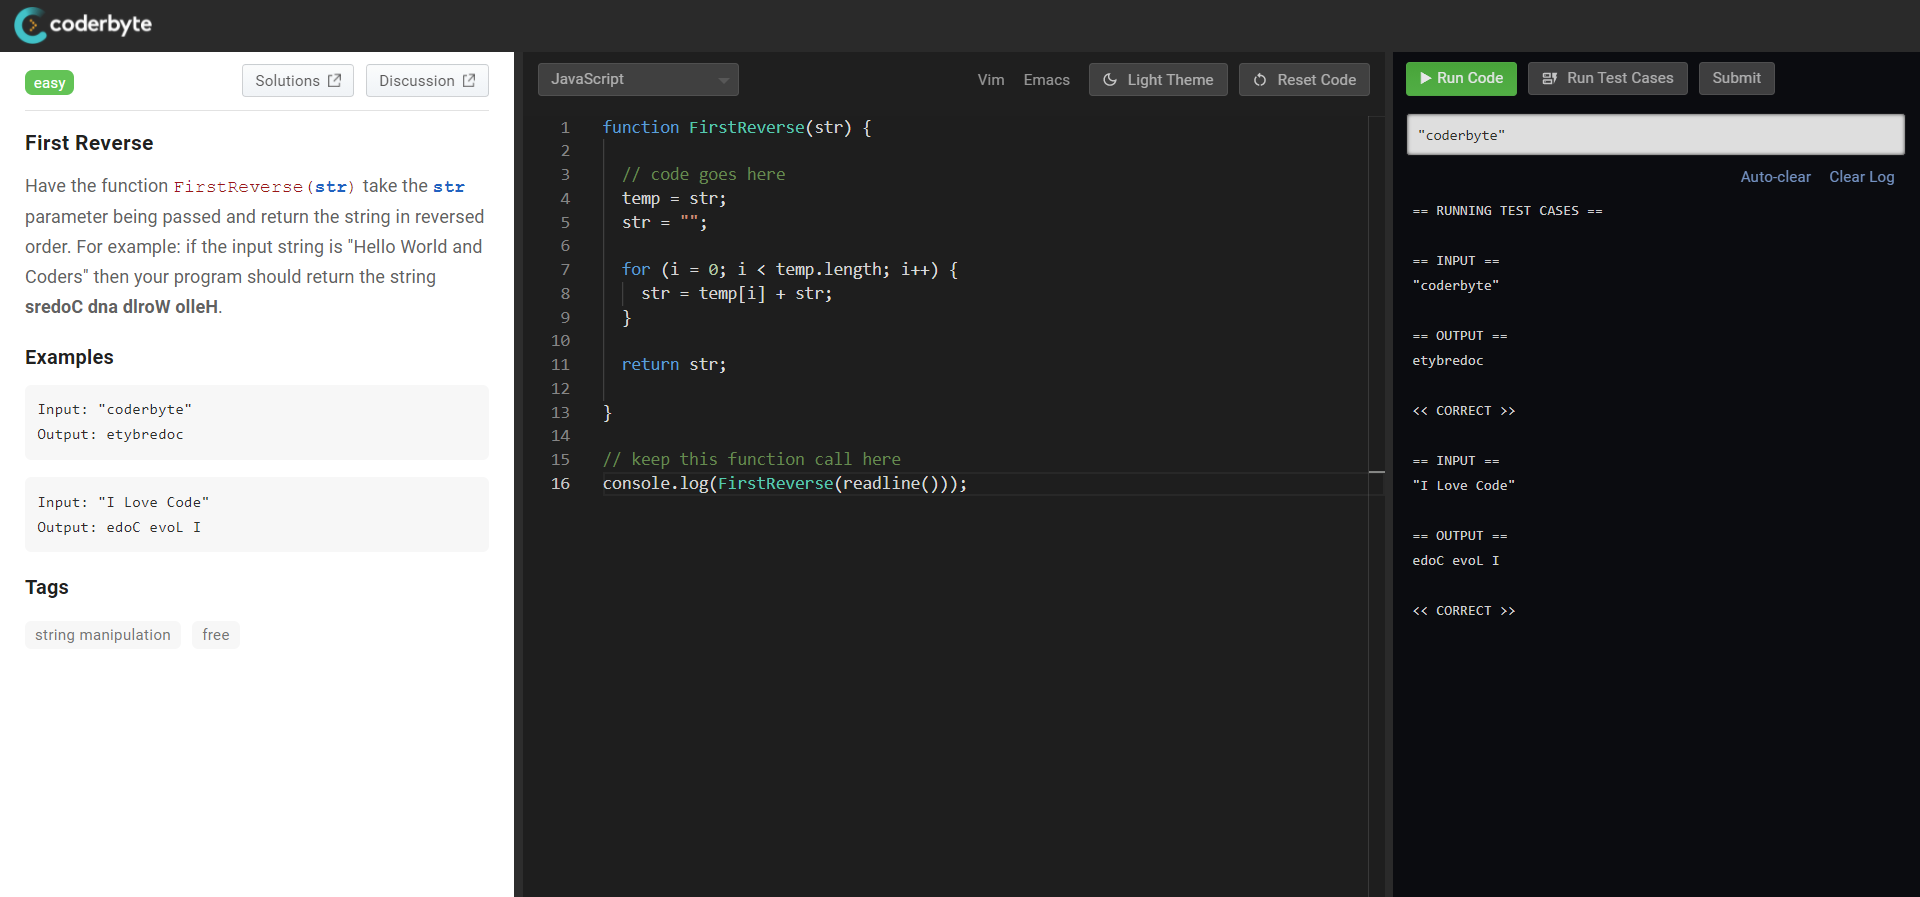 coderbyte
easy
Solutions
Discussion
First Reverse
Have the function FirstReverse(str) take the str
parameter being passed and return the string in reversed
order. For example: if the input string is "Hello World and
Coders" then your program should return the string
sredoC dna dlroW olleH.
Examples
Input: "coderbyte"
Output: etybredoc
Input: "I Love Code"
Output: edoC evoL I
Tags
string manipulation
free
JavaScript
Vim
Emacs
Light Theme
Reset Code
1 function FirstReverse(str) {
2
3 // code goes here
4 temp = str;
5 str = "";
6
7 for (i = 0; i < temp.length; i++) {
8 str = temp[i] + str;
9 }
10
11 return str;
12
13 }
14
15 // keep this function call here
16 console.log(FirstReverse(readline()));
Run Code
Run Test Cases
Submit
"coderbyte"
Auto-clear
Clear Log
== RUNNING TEST CASES ==
== INPUT ==
"coderbyte"
== OUTPUT ==
etybredoc
<< CORRECT >>
== INPUT ==
"I Love Code"
== OUTPUT ==
edoC evoL I
<< CORRECT >>